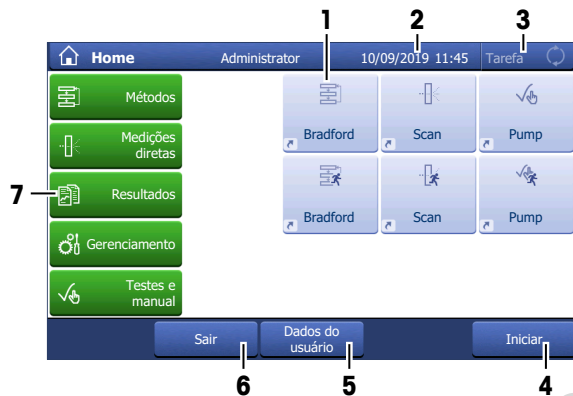 1
2
3
Home
Administrator
10/09/2019 11:45
Tarefa
Métodos
Medições
diretas
7
Resultados
Gerenciamento
Testes e
manual
Bradford
Scan
Pump
Bradford
Scan
Pump
Sair
Dados do
usuário
Iniciar
6
5
4